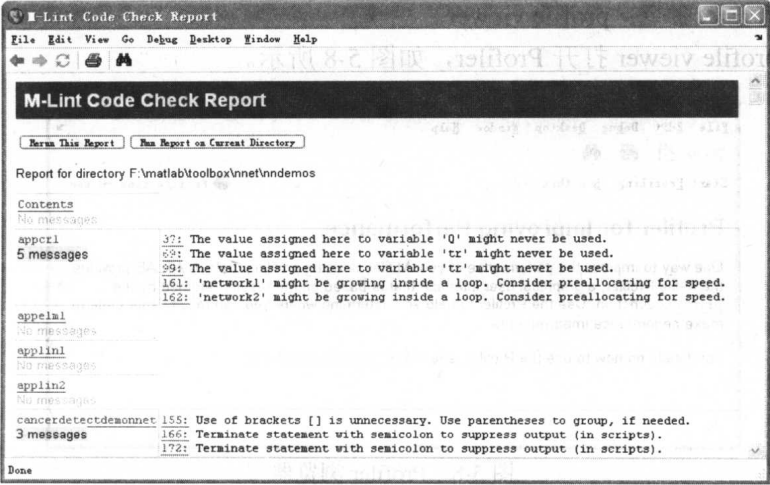 M-Lint Code Check Report
File Edit View Go Debug Desktop Window Help
M-Lint Code Check Report
Rerun This Report Run Report on Current Directory
Report for directory F:\matlab\toolbox\nnet\nndemos
Contents
No messages
appcr1 37: The value assigned here to variable 'Q' might never be used.
5 messages 69: The value assigned here to variable 'tr' might never be used.
99: The value assigned here to variable 'tr' might never be used.
161: 'network1' might be growing inside a loop. Consider preallocating for speed.
162: 'network2' might be growing inside a loop. Consider preallocating for speed.
appelm1
No messages
applin1
No messages
applin2
No messages
cancerdetectdemonnet 155: Use of brackets [] is unnecessary. Use parentheses to group, if needed.
3 messages 166: Terminate statement with semicolon to suppress output (in scripts).
172: Terminate statement with semicolon to suppress output (in scripts).
Done